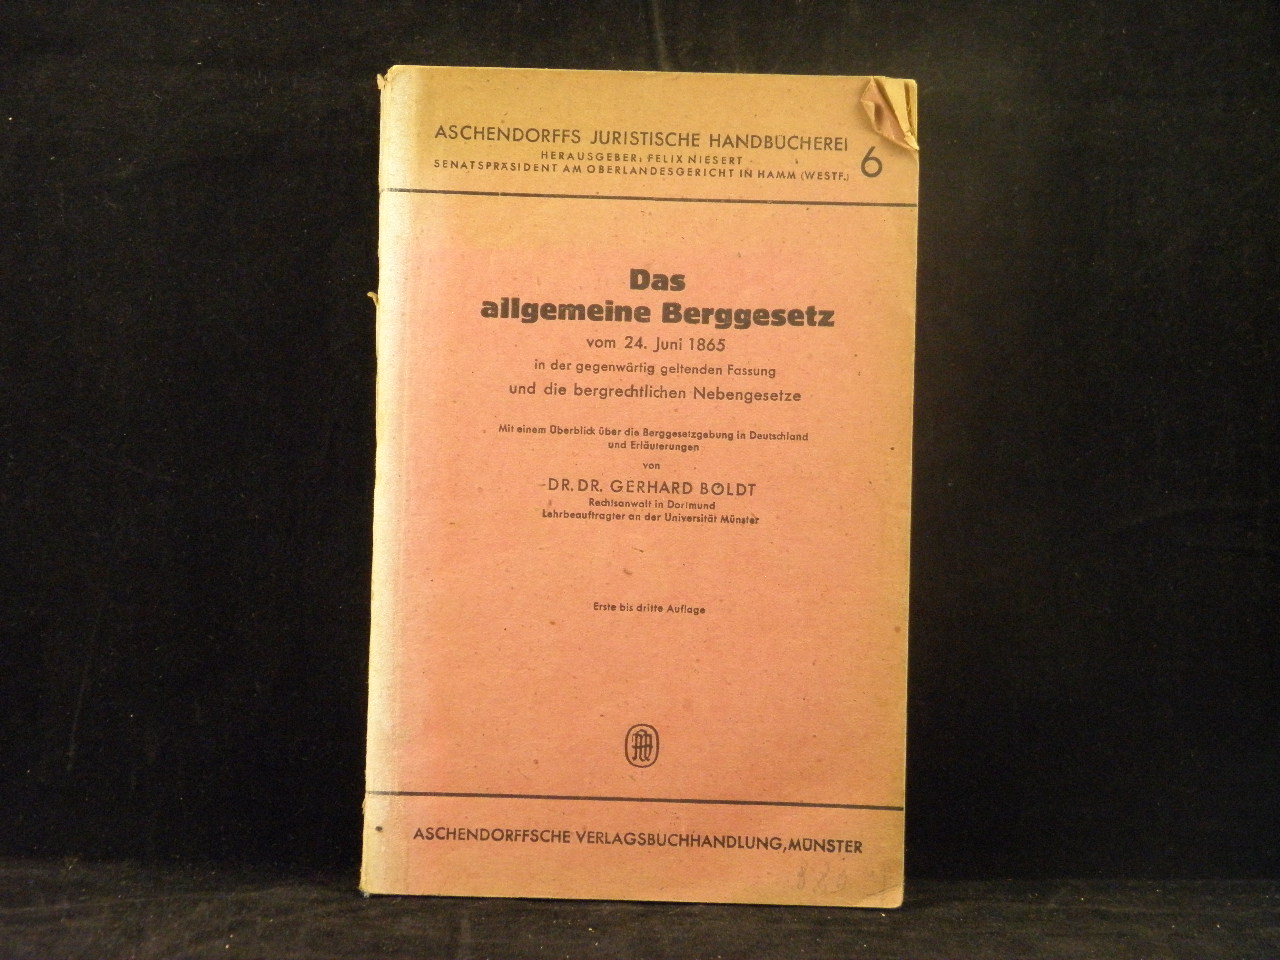 ASCHENDORFFS JURISTISCHE HANDBÜCHEREI
HERAUSGEBER: FELIX NIESERT
SENATSPRÄSIDENT AM OBERLANDESGERICHT IN HAMM (WESTF.)
6
Das
allgemeine Berggesetz
vom 24. Juni 1865
in der gegenwärtig geltenden Fassung
und die bergrechtlichen Nebengesetze
Mit einem Überblick über die Berggesetzgebung in Deutschland
und Erläuterungen
von
DR. DR. GERHARD BOLDT
Rechtsanwalt in Dortmund
Lehrbeauftragter an der Universität Münster
Erste bis dritte Auflage
ASCHENDORFFSCHE VERLAGSBUCHHANDLUNG, MÜNSTER